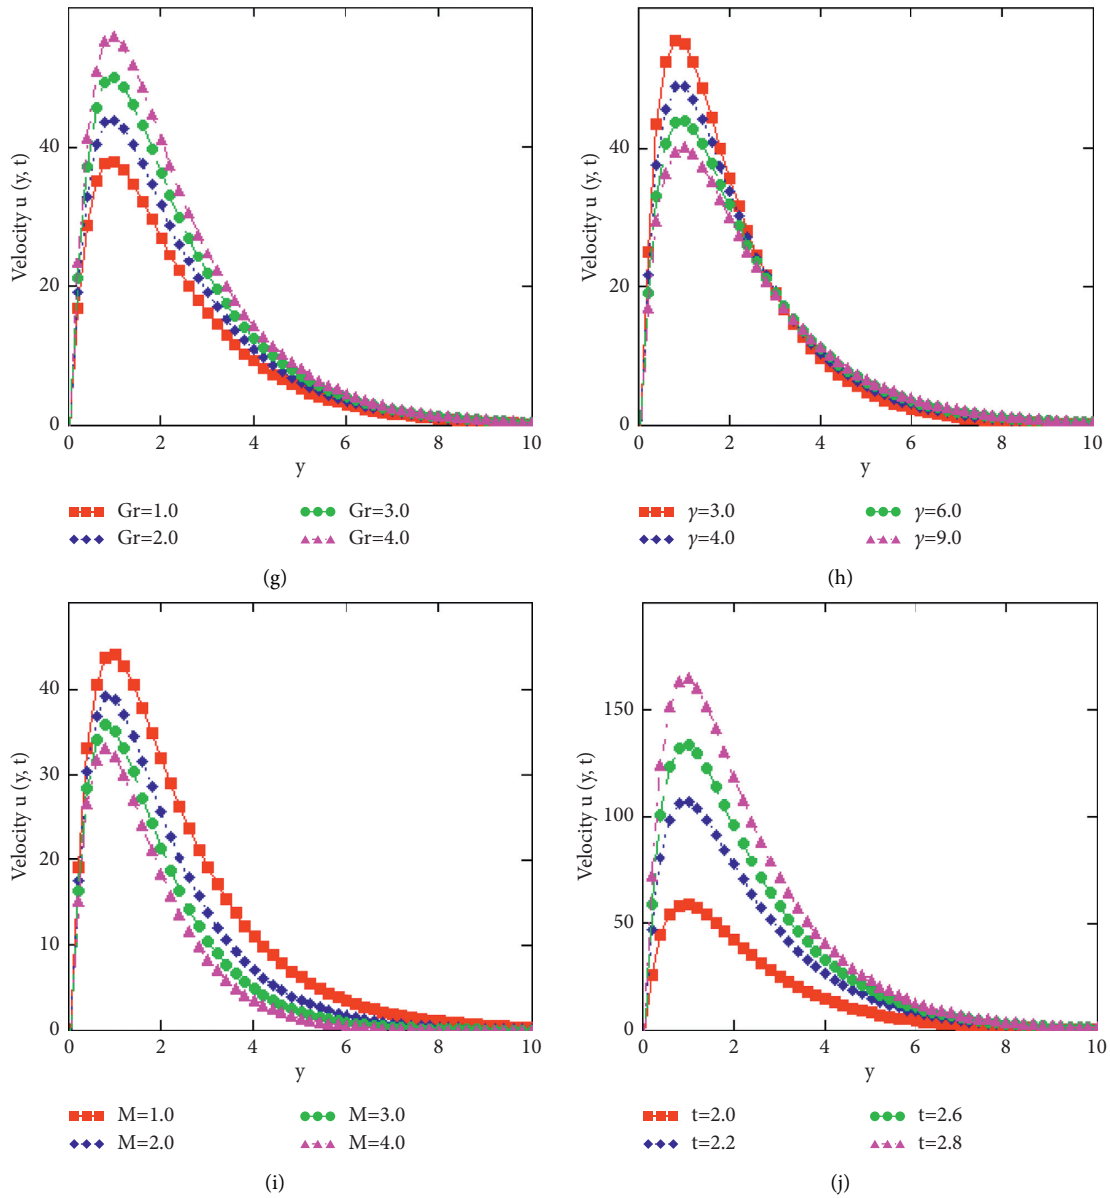 Velocity u (y, t)
40
20
0
0 2 4 6 8 10
y
Gr=1.0 Gr=3.0
Gr=2.0 Gr=4.0
(g)
Velocity u (y, t)
40
20
0
0 2 4 6 8 10
y
γ=3.0 γ=6.0
γ=4.0 γ=9.0
(h)
Velocity u (y, t)
40
30
20
10
0
0 2 4 6 8 10
y
M=1.0 M=3.0
M=2.0 M=4.0
(i)
Velocity u (y, t)
150
100
50
0
0 2 4 6 8 10
y
t=2.0 t=2.6
t=2.2 t=2.8
(j)